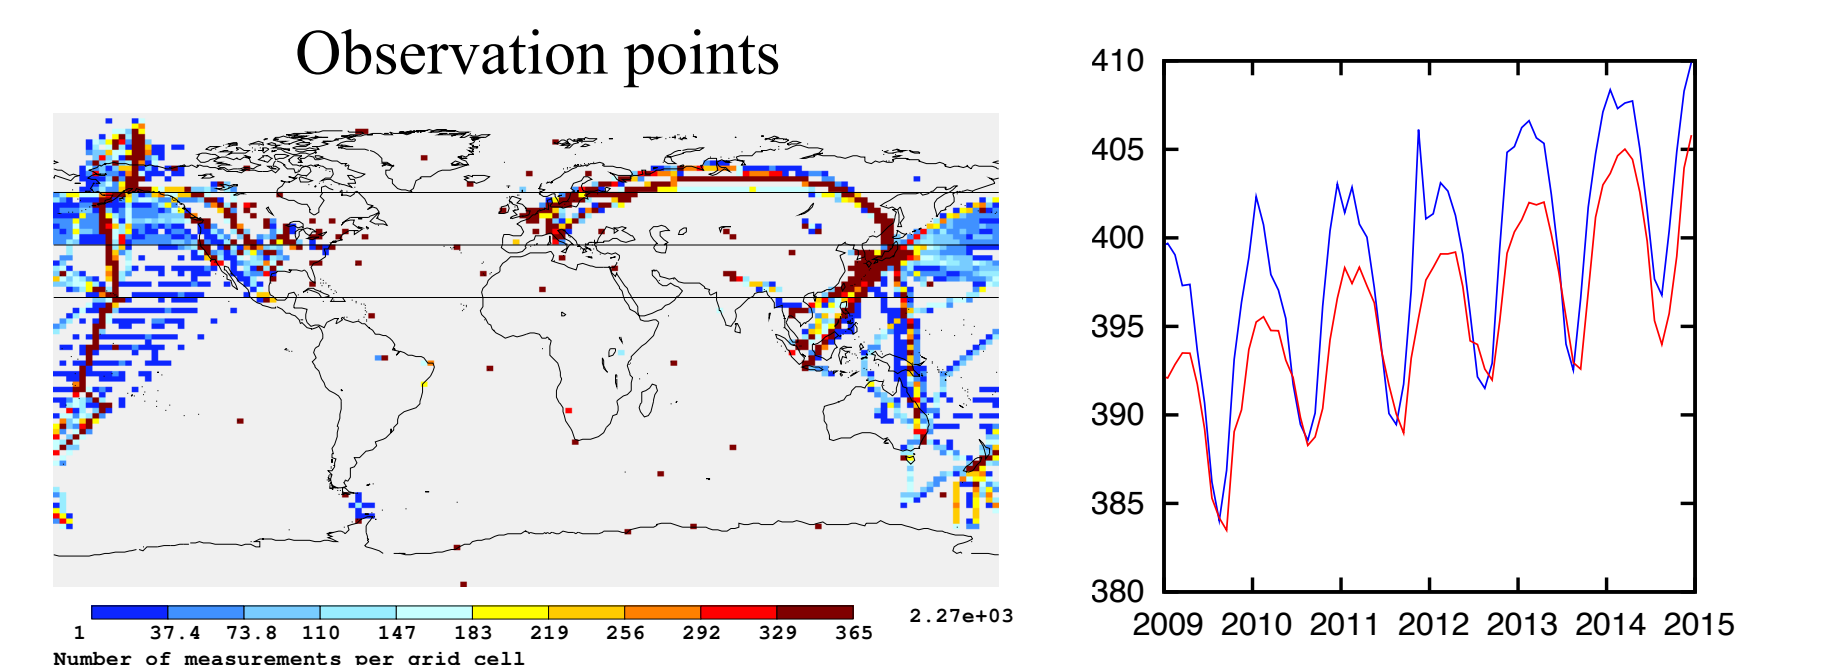 Observation points
1 37.4 73.8 110 147 183 219 256 292 329 365 2.27e+03
Number of measurements per grid cell
410
405
400
395
390
385
380
2009 2010 2011 2012 2013 2014 2015